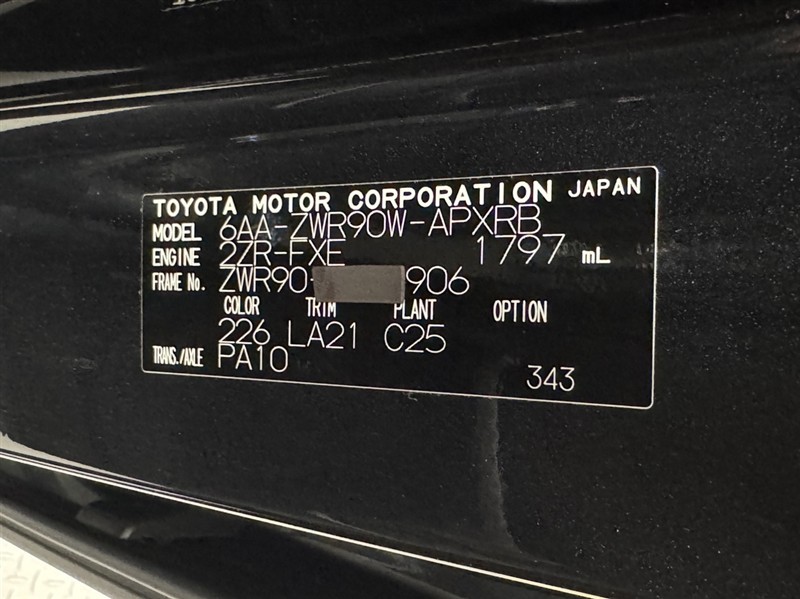 TOYOTA MOTOR CORPORATION JAPAN
MODEL 6AA-ZWR90W-APXRB
ENGINE 2ZR-FXE 1797 mL
FRAME No. ZWR90- 906
COLOR TRIM PLANT OPTION
226 LA21 C25
TRANS./AXLE PA10
343